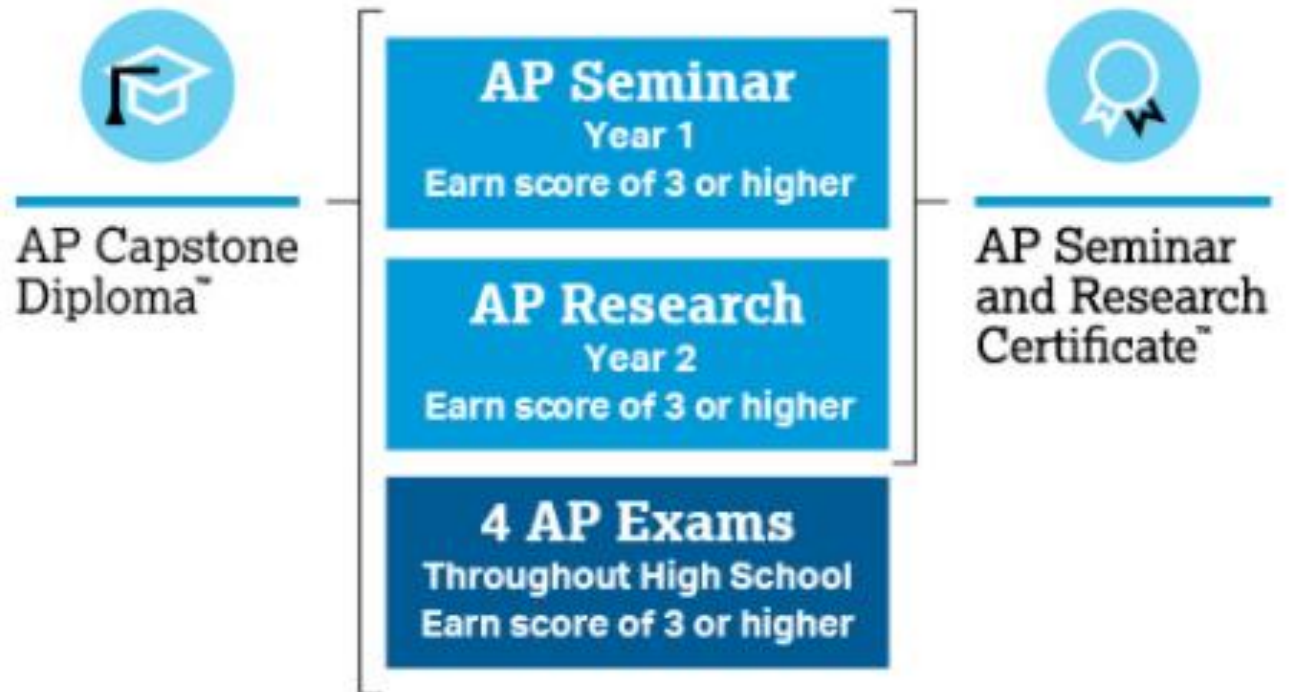 AP Capstone
Diploma™
AP Seminar
Year 1
Earn score of 3 or higher
AP Research
Year 2
Earn score of 3 or higher
4 AP Exams
Throughout High School
Earn score of 3 or higher
AP Seminar
and Research
Certificate™